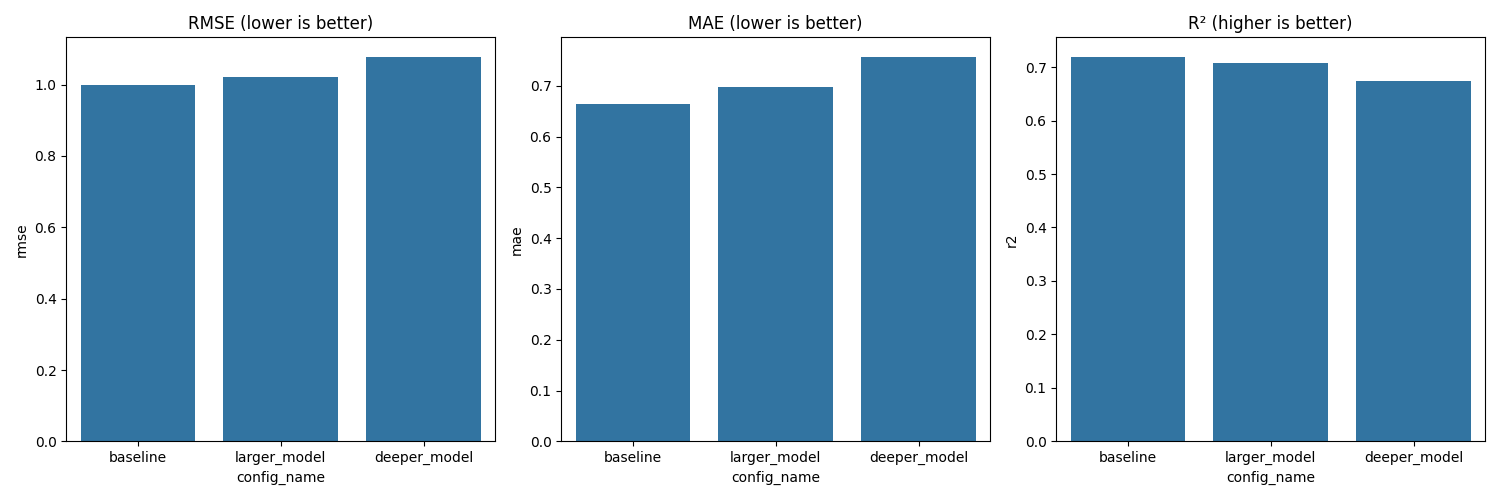 RMSE (lower is better)
rmse
1.0
0.8
0.6
0.4
0.2
0.0
baseline larger_model deeper_model
config_name
MAE (lower is better)
mae
0.7
0.6
0.5
0.4
0.3
0.2
0.1
0.0
baseline larger_model deeper_model
config_name
R² (higher is better)
r2
0.7
0.6
0.5
0.4
0.3
0.2
0.1
0.0
baseline larger_model deeper_model
config_name